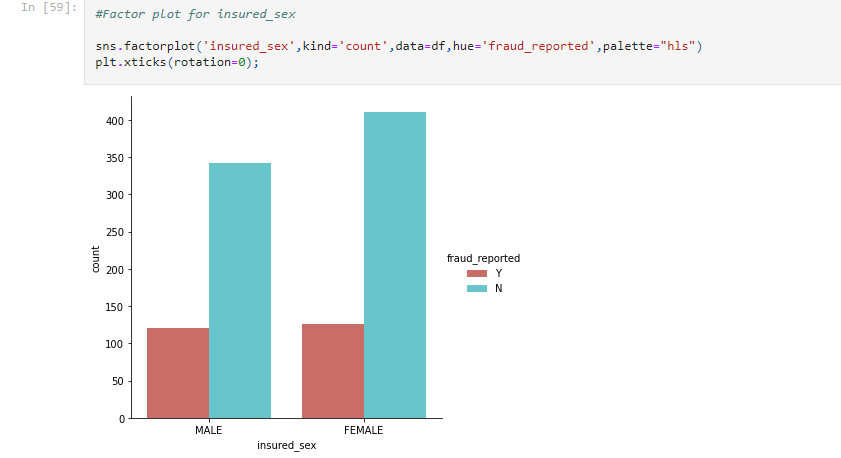 In [59]:
#Factor plot for insured_sex
sns.factorplot('insured_sex',kind='count',data=df,hue='fraud_reported',palette="hls")
plt.xticks(rotation=0);
400
350
300
250
200
150
100
50
0
count
MALE
FEMALE
insured_sex
fraud_reported
Y
N